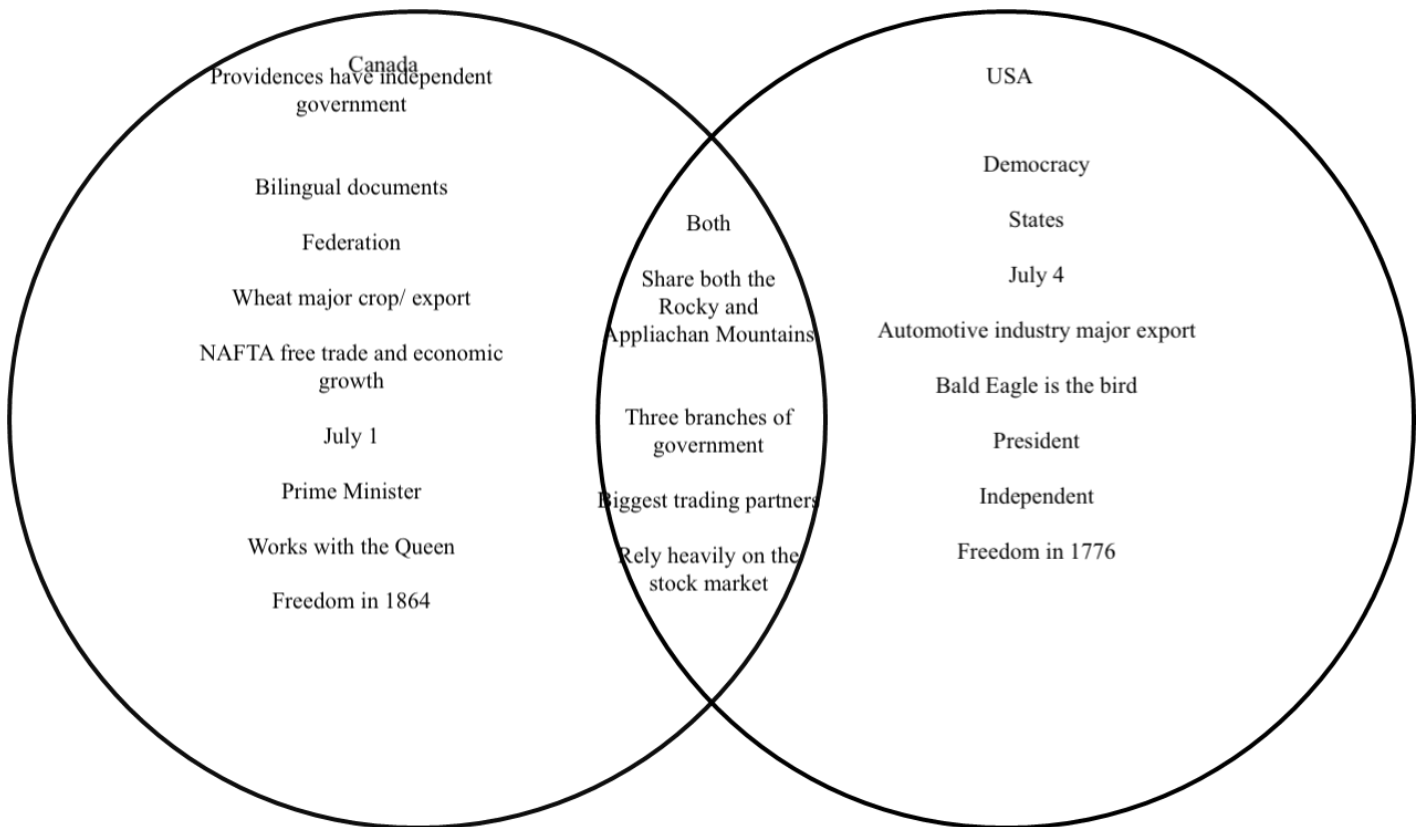 Canada
Providences have independent
government
Bilingual documents
Federation
Wheat major crop/ export
NAFTA free trade and economic
growth
July 1
Prime Minister
Works with the Queen
Freedom in 1864
Both
Share both the
Rocky and
Appliachan Mountains
Three branches of
government
Biggest trading partners
Rely heavily on the
stock market
USA
Democracy
States
July 4
Automotive industry major export
Bald Eagle is the bird
President
Independent
Freedom in 1776